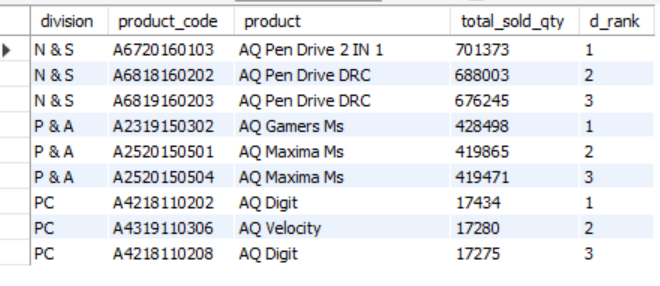 division product_code product total_sold_qty d_rank
N & S A6720160103 AQ Pen Drive 2 IN 1 701373 1
N & S A6818160202 AQ Pen Drive DRC 688003 2
N & S A6819160203 AQ Pen Drive DRC 676245 3
P & A A2319150302 AQ Gamers Ms 428498 1
P & A A2520150501 AQ Maxima Ms 419865 2
P & A A2520150504 AQ Maxima Ms 419471 3
PC A4218110202 AQ Digit 17434 1
PC A4319110306 AQ Velocity 17280 2
PC A4218110208 AQ Digit 17275 3